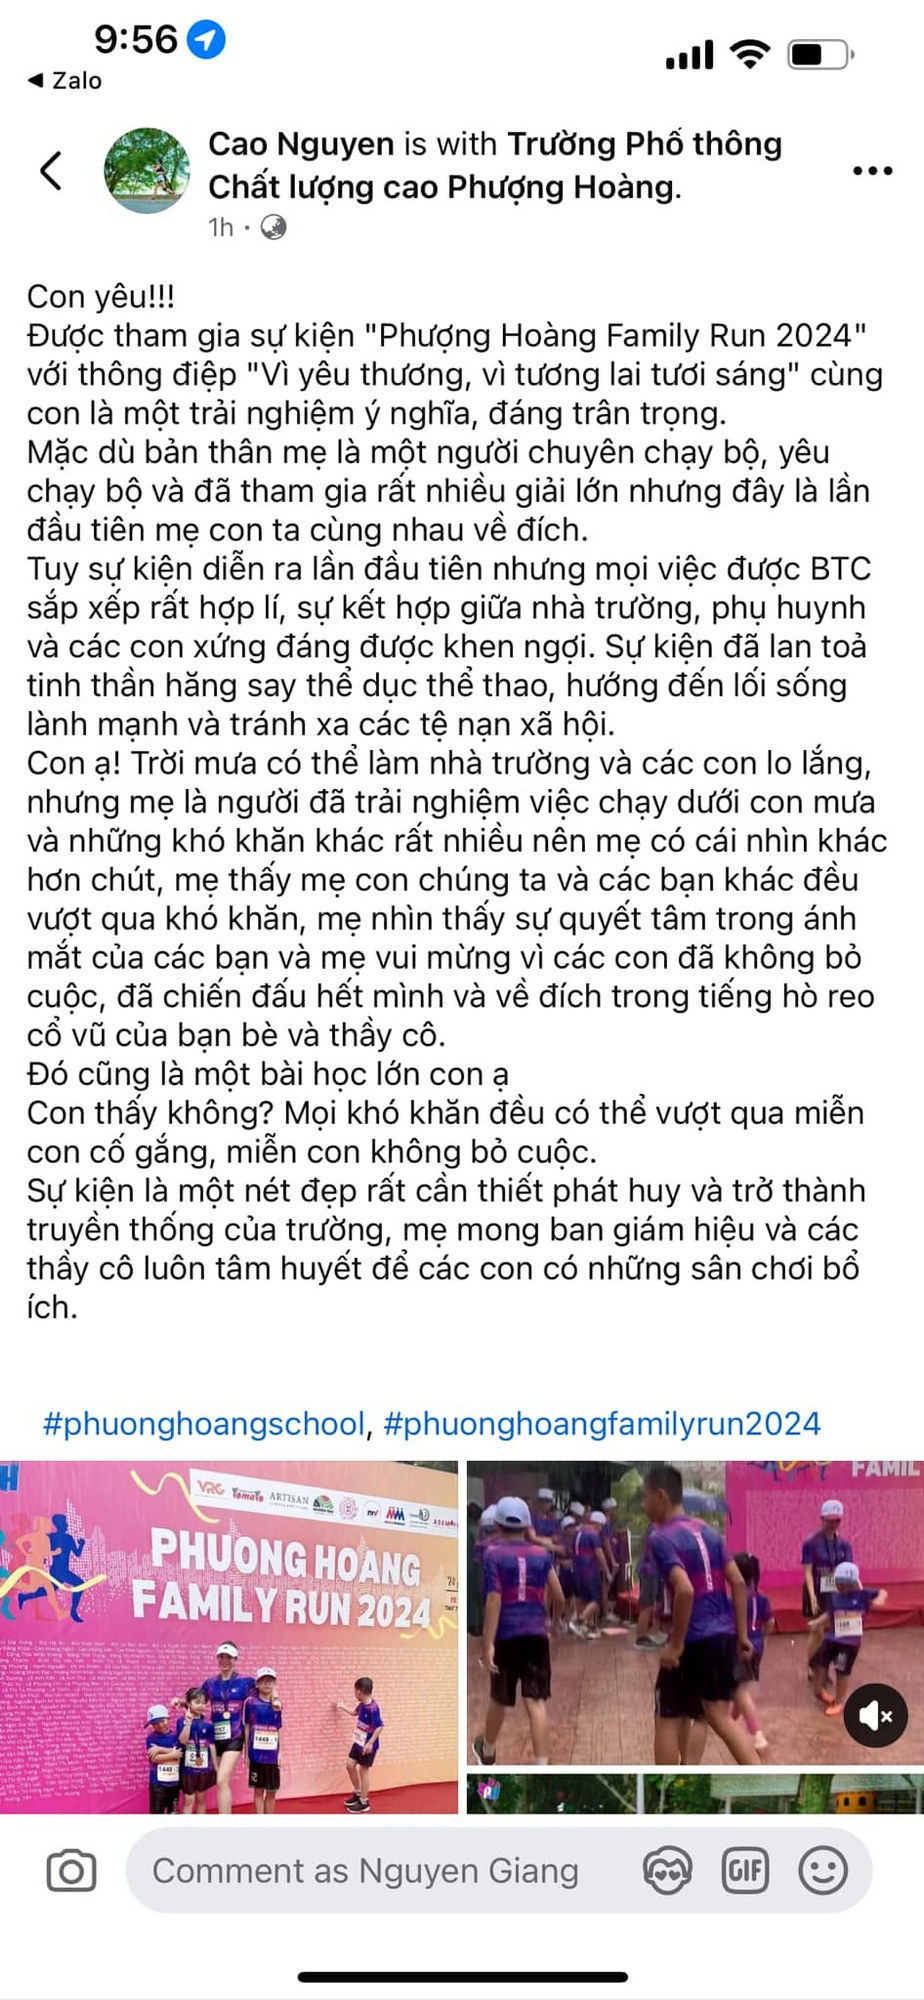 9:56
◀ Zalo
Cao Nguyen is with Trường Phổ thông
Chất lượng cao Phượng Hoàng.
1h ·
Con yêu!!!
Được tham gia sự kiện "Phượng Hoàng Family Run 2024"
với thông điệp "Vì yêu thương, vì tương lai tươi sáng" cùng
con là một trải nghiệm ý nghĩa, đáng trân trọng.
Mặc dù bản thân mẹ là một người chuyên chạy bộ, yêu
chạy bộ và đã tham gia rất nhiều giải lớn nhưng đây là lần
đầu tiên mẹ con ta cùng nhau về đích.
Tuy sự kiện diễn ra lần đầu tiên nhưng mọi việc được BTC
sắp xếp rất hợp lí, sự kết hợp giữa nhà trường, phụ huynh
và các con xứng đáng được khen ngợi. Sự kiện đã lan toả
tinh thần hăng say thể dục thể thao, hướng đến lối sống
lành mạnh và tránh xa các tệ nạn xã hội.
Con ạ! Trời mưa có thể làm nhà trường và các con lo lắng,
nhưng mẹ là người đã trải nghiệm việc chạy dưới con mưa
và những khó khăn khác rất nhiều nên mẹ có cái nhìn khác
hơn chút, mẹ thấy mẹ con chúng ta và các bạn khác đều
vượt qua khó khăn, mẹ nhìn thấy sự quyết tâm trong ánh
mắt của các bạn và mẹ vui mừng vì các con đã không bỏ
cuộc, đã chiến đấu hết mình và về đích trong tiếng hò reo
cổ vũ của bạn bè và thầy cô.
Đó cũng là một bài học lớn con ạ
Con thấy không? Mọi khó khăn đều có thể vượt qua miễn
con cố gắng, miễn con không bỏ cuộc.
Sự kiện là một nét đẹp rất cần thiết phát huy và trở thành
truyền thống của trường, mẹ mong ban giám hiệu và các
thầy cô luôn tâm huyết để các con có những sân chơi bổ
ích.
#phuonghoangschool, #phuonghoangfamilyrun2024
VRG tomato ARTISAN
PHUONG HOANG
FAMILY RUN 2024
FAMIL
Comment as Nguyen Giang
GIF